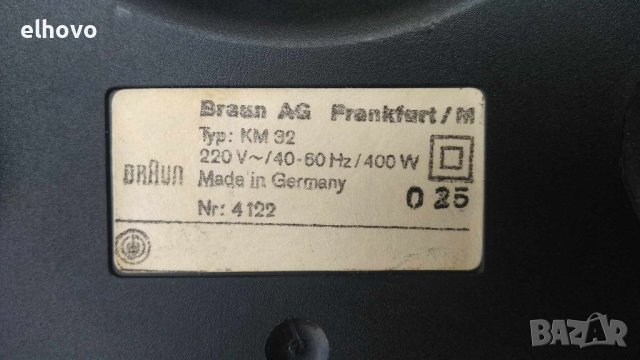 elhovo
Braun AG Frankfurt/M
Typ: KM 32
220 V~/40-60 Hz/400 W
BRAUN Made in Germany
Nr: 4122
0 25
BAZAR